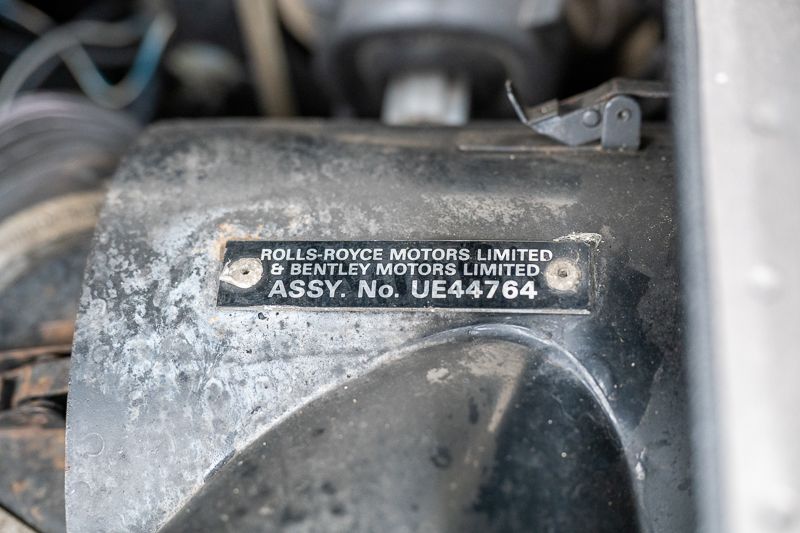 ROLLS-ROYCE MOTORS LIMITED
& BENTLEY MOTORS LIMITED
ASSY. No. UE44764